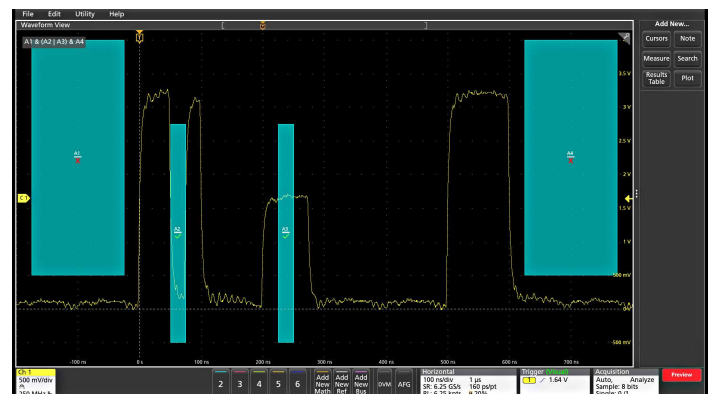 File Edit Utility Help
Waveform View
Add New...
A1 & (A2 | A3) & A4
Cursors Note
Measure Search
Results Table Plot
3.5 V
3 V
2.5 V
2 V
1.5 V
1 V
500 mV
0 V
-500 mV
A1
A2
A3
A4
C1
-100 ns 0 s 100 ns 200 ns 300 ns 400 ns 500 ns 600 ns 700 ns
Ch 1
500 mV/div
2 3 4 5 6
Add New Math
Add New Ref
Add New Bus
DVM AFG
Horizontal
100 ns/div 1 µs
SR: 6.25 GS/s 160 ps/pt
Trigger (Visual)
1 1.64 V
Acquisition
Auto, Analyze
Sample: 8 bits
Preview